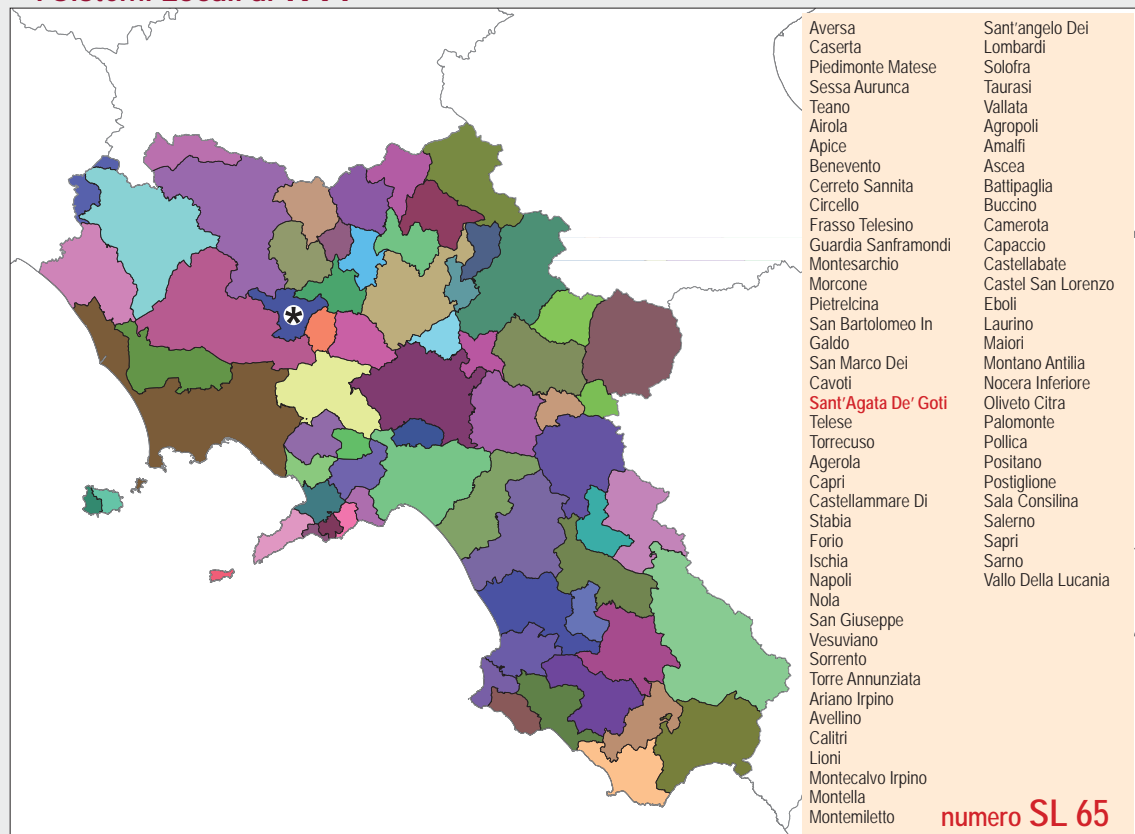 Aversa
Caserta
Piedimonte Matese
Sessa Aurunca
Teano
Airola
Apice
Benevento
Cerreto Sannita
Circello
Frasso Telesino
Guardia Sanframondi
Montesarchio
Morcone
Pietrelcina
San Bartolomeo In
Galdo
San Marco Dei
Cavoti
Sant'Agata De' Goti
Telese
Torrecuso
Agerola
Capri
Castellammare Di
Stabia
Forio
Ischia
Napoli
Nola
San Giuseppe
Vesuviano
Sorrento
Torre Annunziata
Ariano Irpino
Avellino
Calitri
Lioni
Montecalvo Irpino
Montella
Montemiletto
Sant'angelo Dei
Lombardi
Solofra
Taurasi
Vallata
Agropoli
Amalfi
Ascea
Battipaglia
Buccino
Camerota
Capaccio
Castellabate
Castel San Lorenzo
Eboli
Laurino
Maiori
Montano Antilia
Nocera Inferiore
Oliveto Citra
Palomonte
Pollica
Positano
Postiglione
Sala Consilina
Salerno
Sapri
Sarno
Vallo Della Lucania
numero SL 65